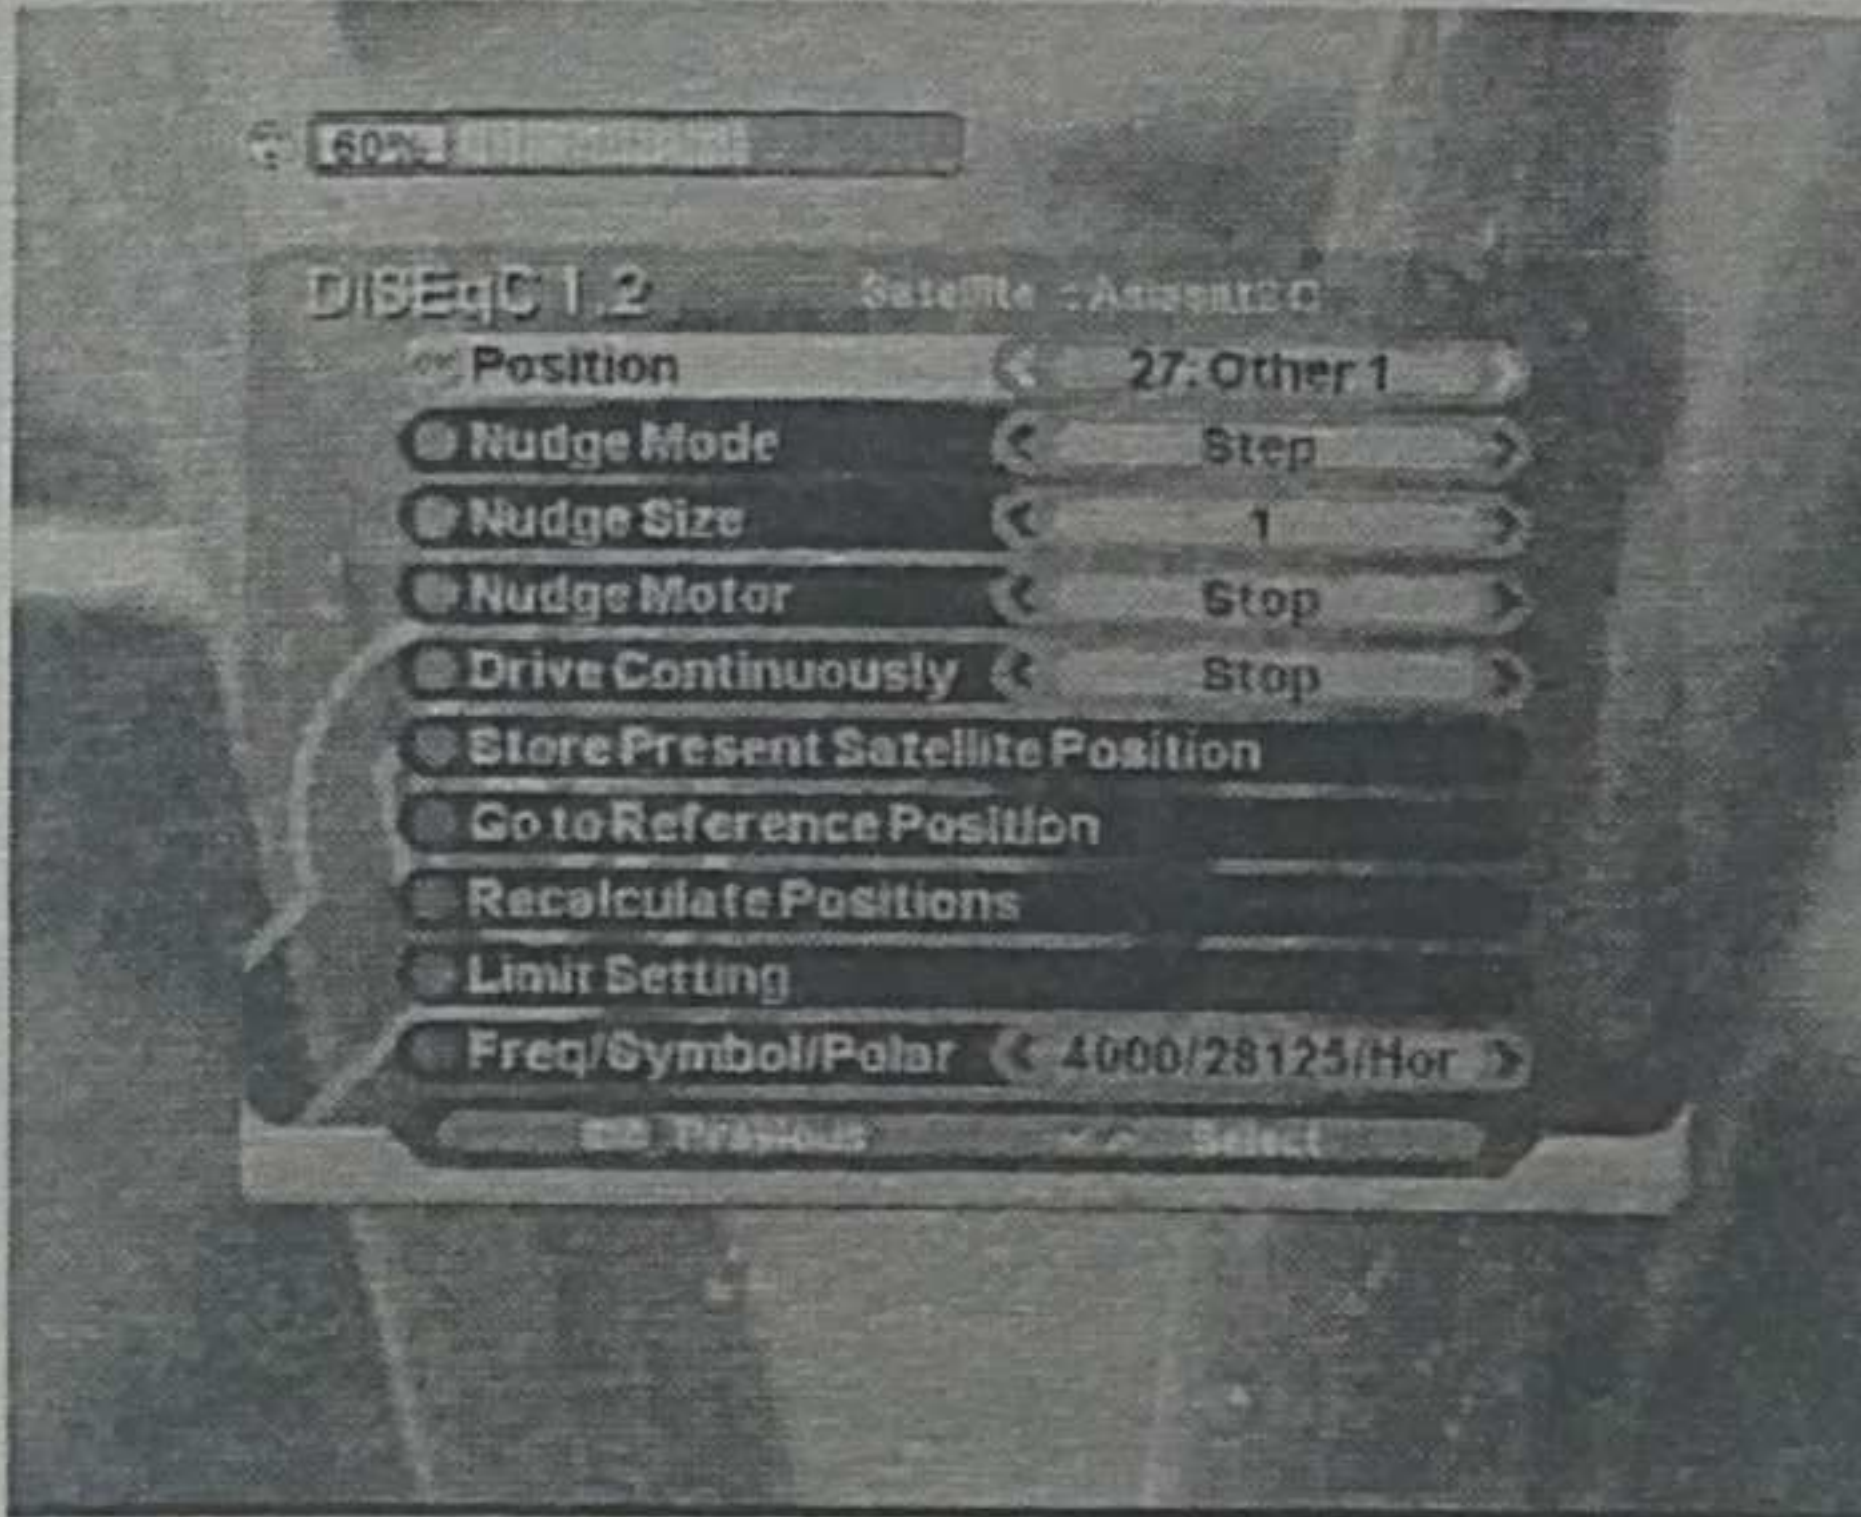 60%
DiSEqC 1.2 Satellite : Asiasat2 C
Position 27: Other 1
Nudge Mode Step
Nudge Size 1
Nudge Motor Stop
Drive Continuously Stop
Store Present Satellite Position
Go to Reference Position
Recalculate Positions
Limit Setting
Freq/Symbol/Polar 4000/28125/Hor
Previous Select